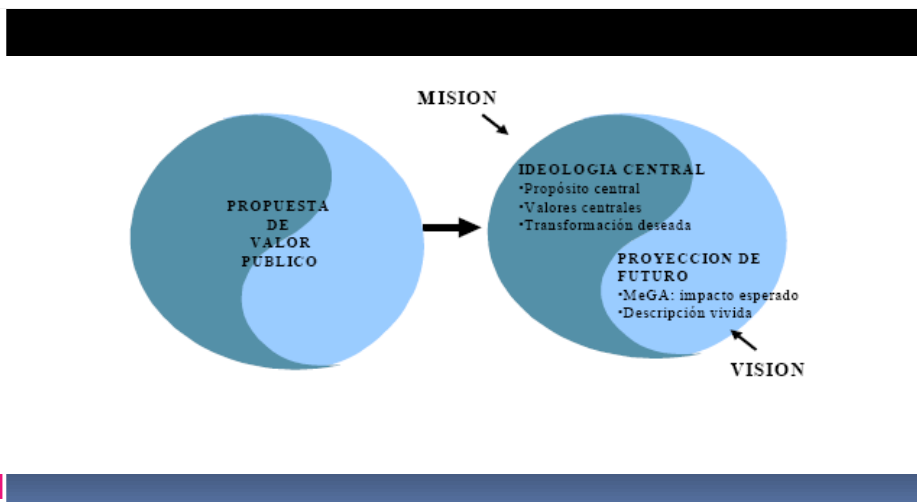 MISION
PROPUESTA
DE
VALOR
PUBLICO
IDEOLOGIA CENTRAL
•Propósito central
•Valores centrales
•Transformación deseada
PROYECCION DE
FUTURO
•MeGA: impacto esperado
•Descripción vivida
VISION